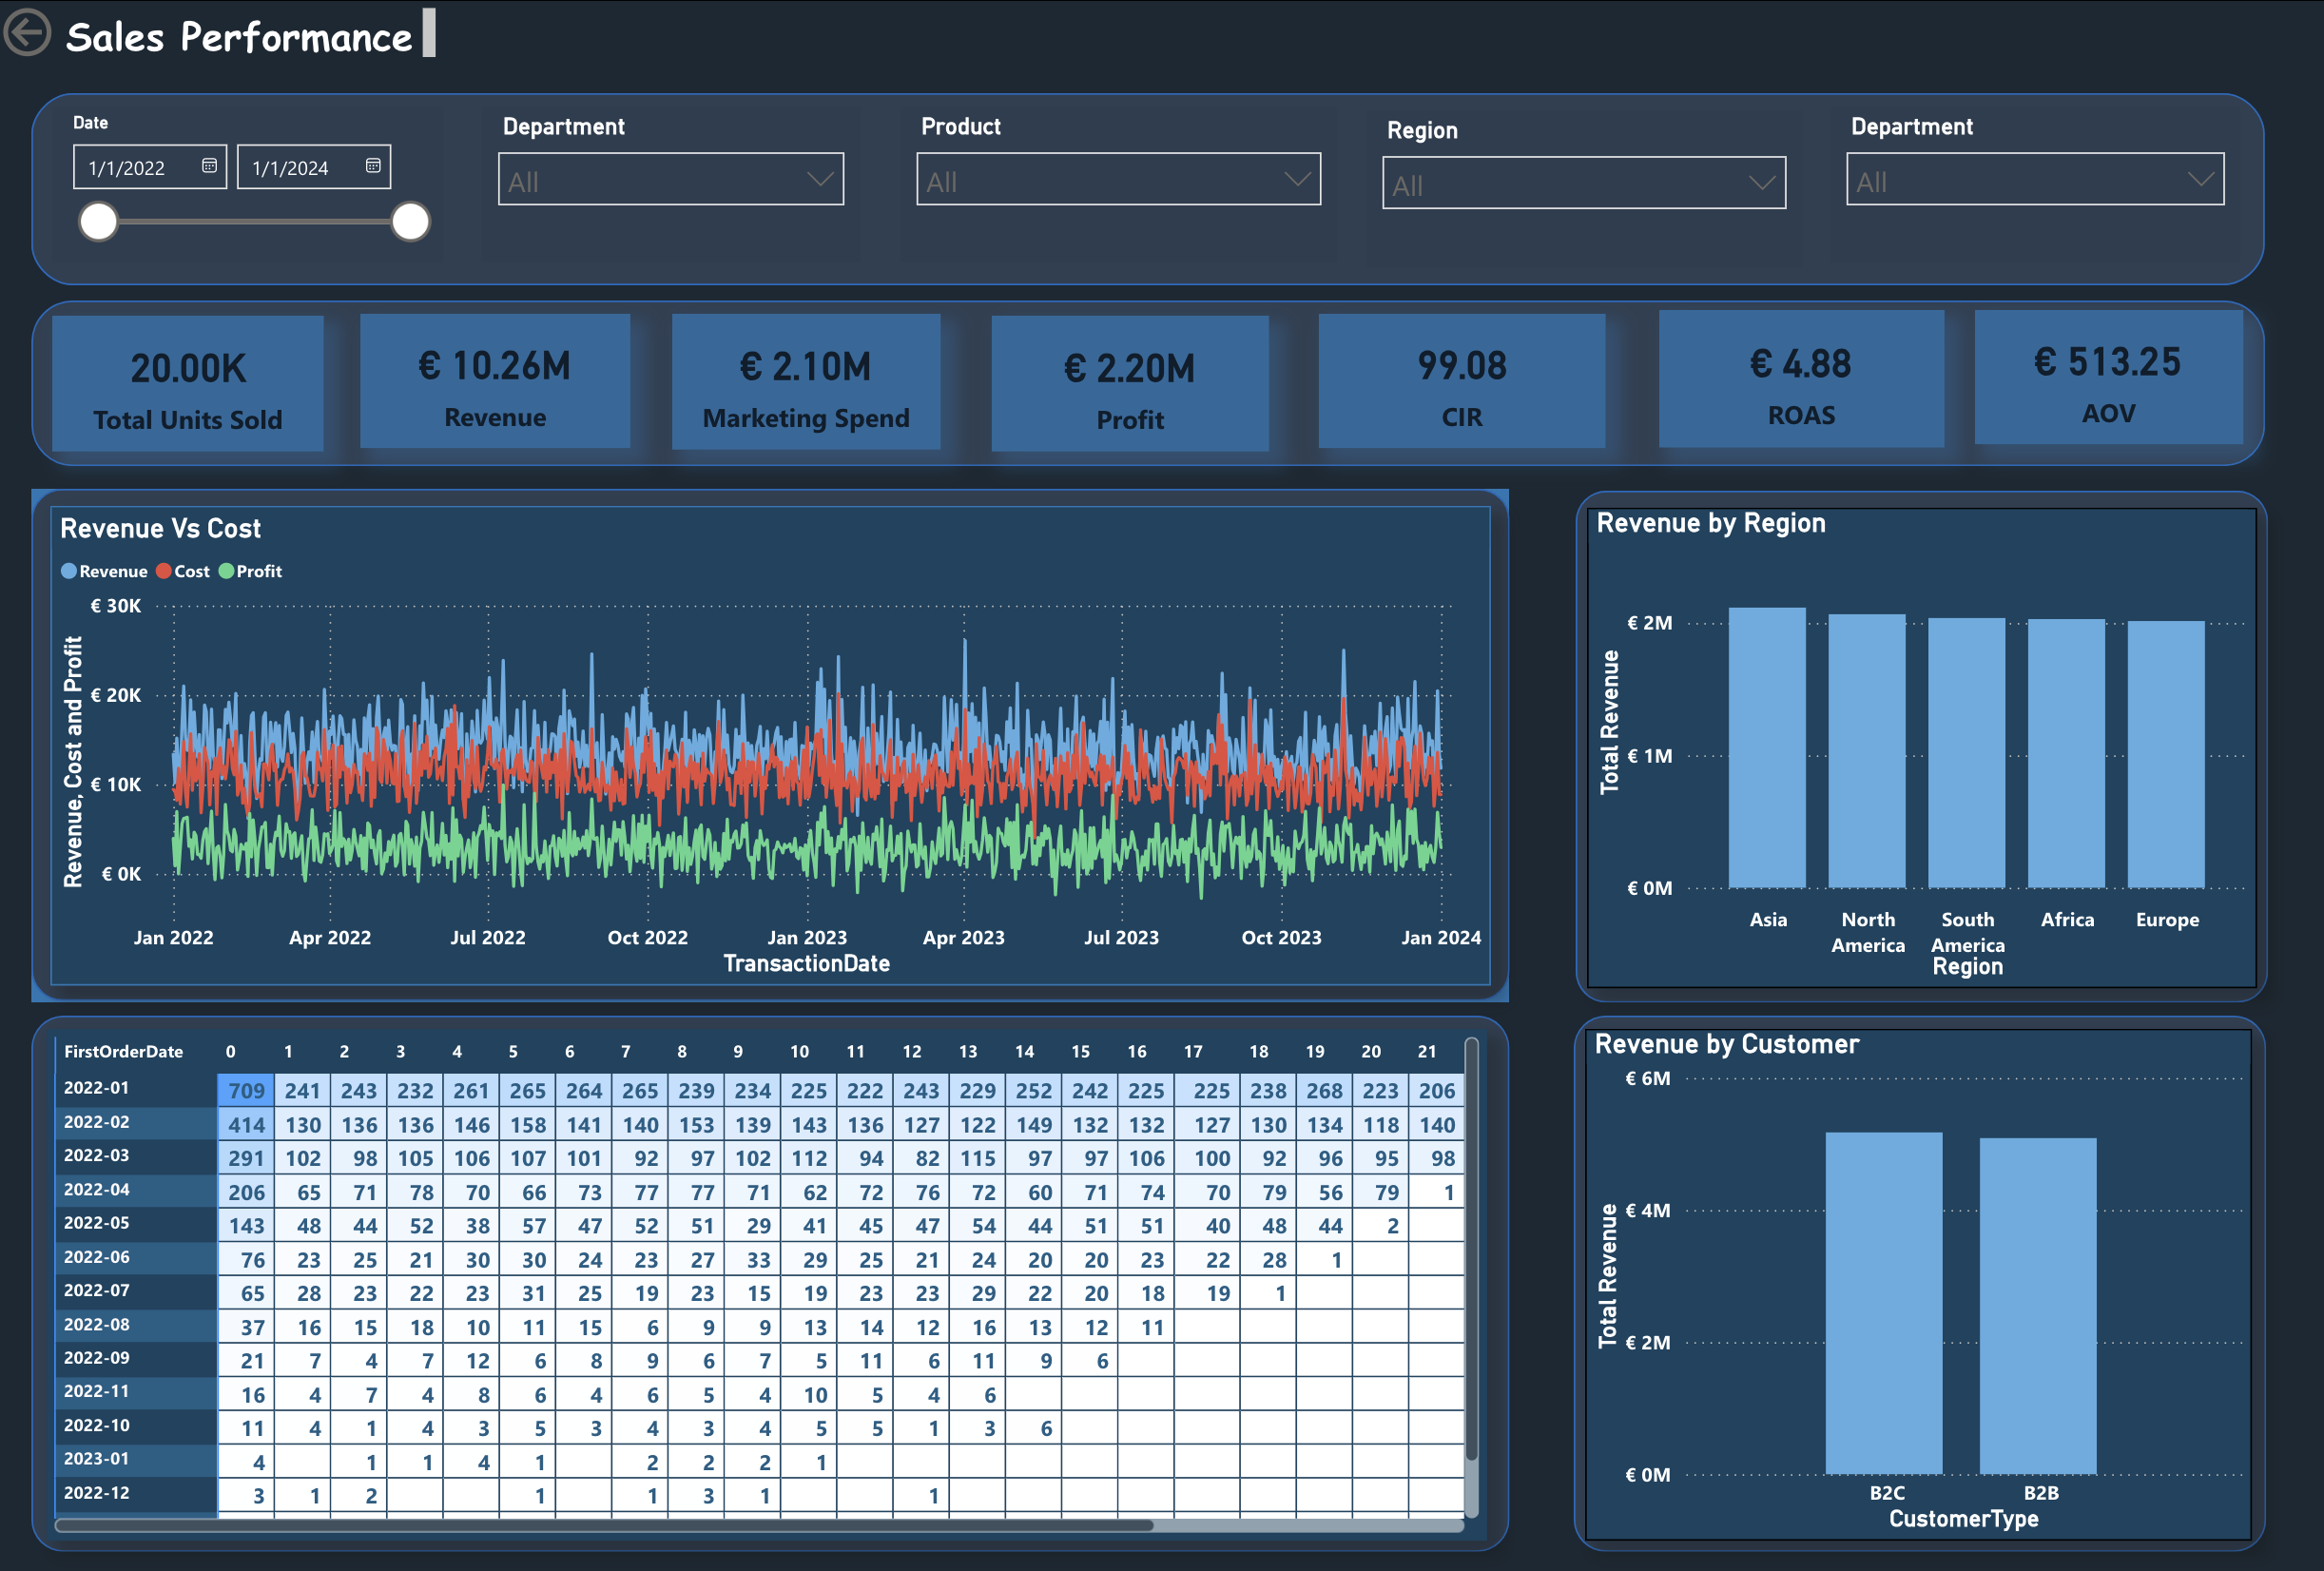 Sales Performance
Date
1/1/2022 1/1/2024
Department
All
Product
All
Region
All
Department
All
20.00K
Total Units Sold
€ 10.26M
Revenue
€ 2.10M
Marketing Spend
€ 2.20M
Profit
99.08
CIR
€ 4.88
ROAS
€ 513.25
AOV
Revenue Vs Cost
Revenue Cost Profit
Revenue, Cost and Profit
€ 30K
€ 20K
€ 10K
€ 0K
Jan 2022 Apr 2022 Jul 2022 Oct 2022 Jan 2023 Apr 2023 Jul 2023 Oct 2023 Jan 2024
TransactionDate
Revenue by Region
Total Revenue
€ 2M
€ 1M
€ 0M
Asia North America South America Africa Europe
Region
FirstOrderDate 0 1 2 3 4 5 6 7 8 9 10 11 12 13 14 15 16 17 18 19 20 21
2022-01 709 241 243 232 261 265 264 265 239 234 225 222 243 229 252 242 225 225 238 268 223 206
2022-02 414 130 136 136 146 158 141 140 153 139 143 136 127 122 149 132 132 127 130 134 118 140
2022-03 291 102 98 105 106 107 101 92 97 102 112 94 82 115 97 97 106 100 92 96 95 98
2022-04 206 65 71 78 70 66 73 77 77 71 62 72 76 72 60 71 74 70 79 56 79 1
2022-05 143 48 44 52 38 57 47 52 51 29 41 45 47 54 44 51 51 40 48 44 2
2022-06 76 23 25 21 30 30 24 23 27 33 29 25 21 24 20 20 23 22 28 1
2022-07 65 28 23 22 23 31 25 19 23 15 19 23 23 29 22 20 18 19 1
2022-08 37 16 15 18 10 11 15 6 9 9 13 14 12 16 13 12 11
2022-09 21 7 4 7 12 6 8 9 6 7 5 11 6 11 9 6
2022-11 16 4 7 4 8 6 4 6 5 4 10 5 4 6
2022-10 11 4 1 4 3 5 3 4 3 4 5 5 1 3 6
2023-01 4 1 1 4 1 2 2 2 1
2022-12 3 1 2 1 1 3 1 1
Revenue by Customer
Total Revenue
€ 6M
€ 4M
€ 2M
€ 0M
B2C B2B
CustomerType